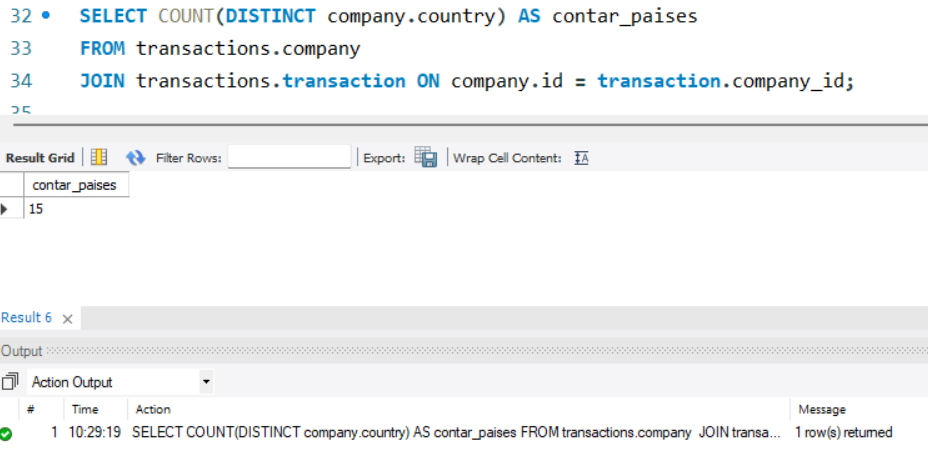 32 SELECT COUNT(DISTINCT company.country) AS contar_paises
33 FROM transactions.company
34 JOIN transactions.transaction ON company.id = transaction.company_id;
35
Result Grid Filter Rows: Export: Wrap Cell Content: IA
contar_paises
15
Result 6 ×
Output
Action Output
# Time Action Message
1 10:29:19 SELECT COUNT(DISTINCT company.country) AS contar_paises FROM transactions.company JOIN transa... 1 row(s) returned